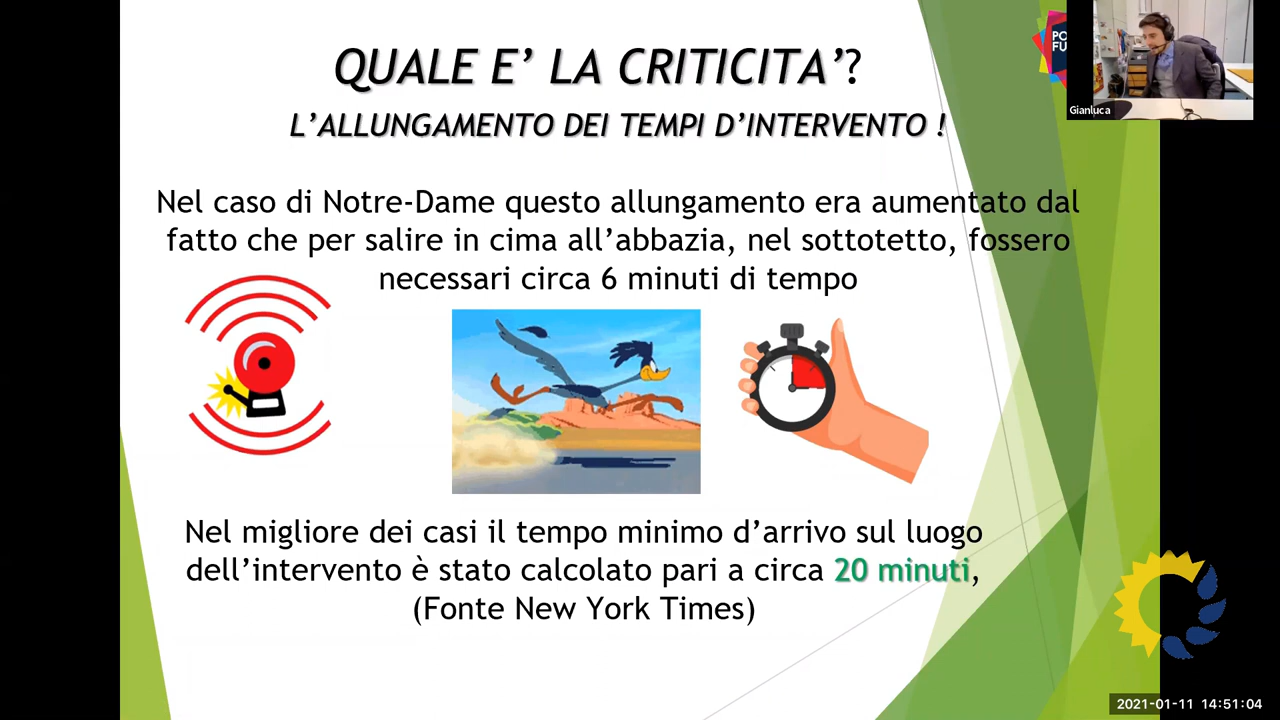 QUALE E’ LA CRITICITA’?
L’ALLUNGAMENTO DEI TEMPI D’INTERVENTO !
Nel caso di Notre-Dame questo allungamento era aumentato dal
fatto che per salire in cima all’abbazia, nel sottotetto, fossero
necessari circa 6 minuti di tempo
Nel migliore dei casi il tempo minimo d’arrivo sul luogo
dell’intervento è stato calcolato pari a circa 20 minuti,
(Fonte New York Times)
Gianluca
2021-01-11 14:51:04